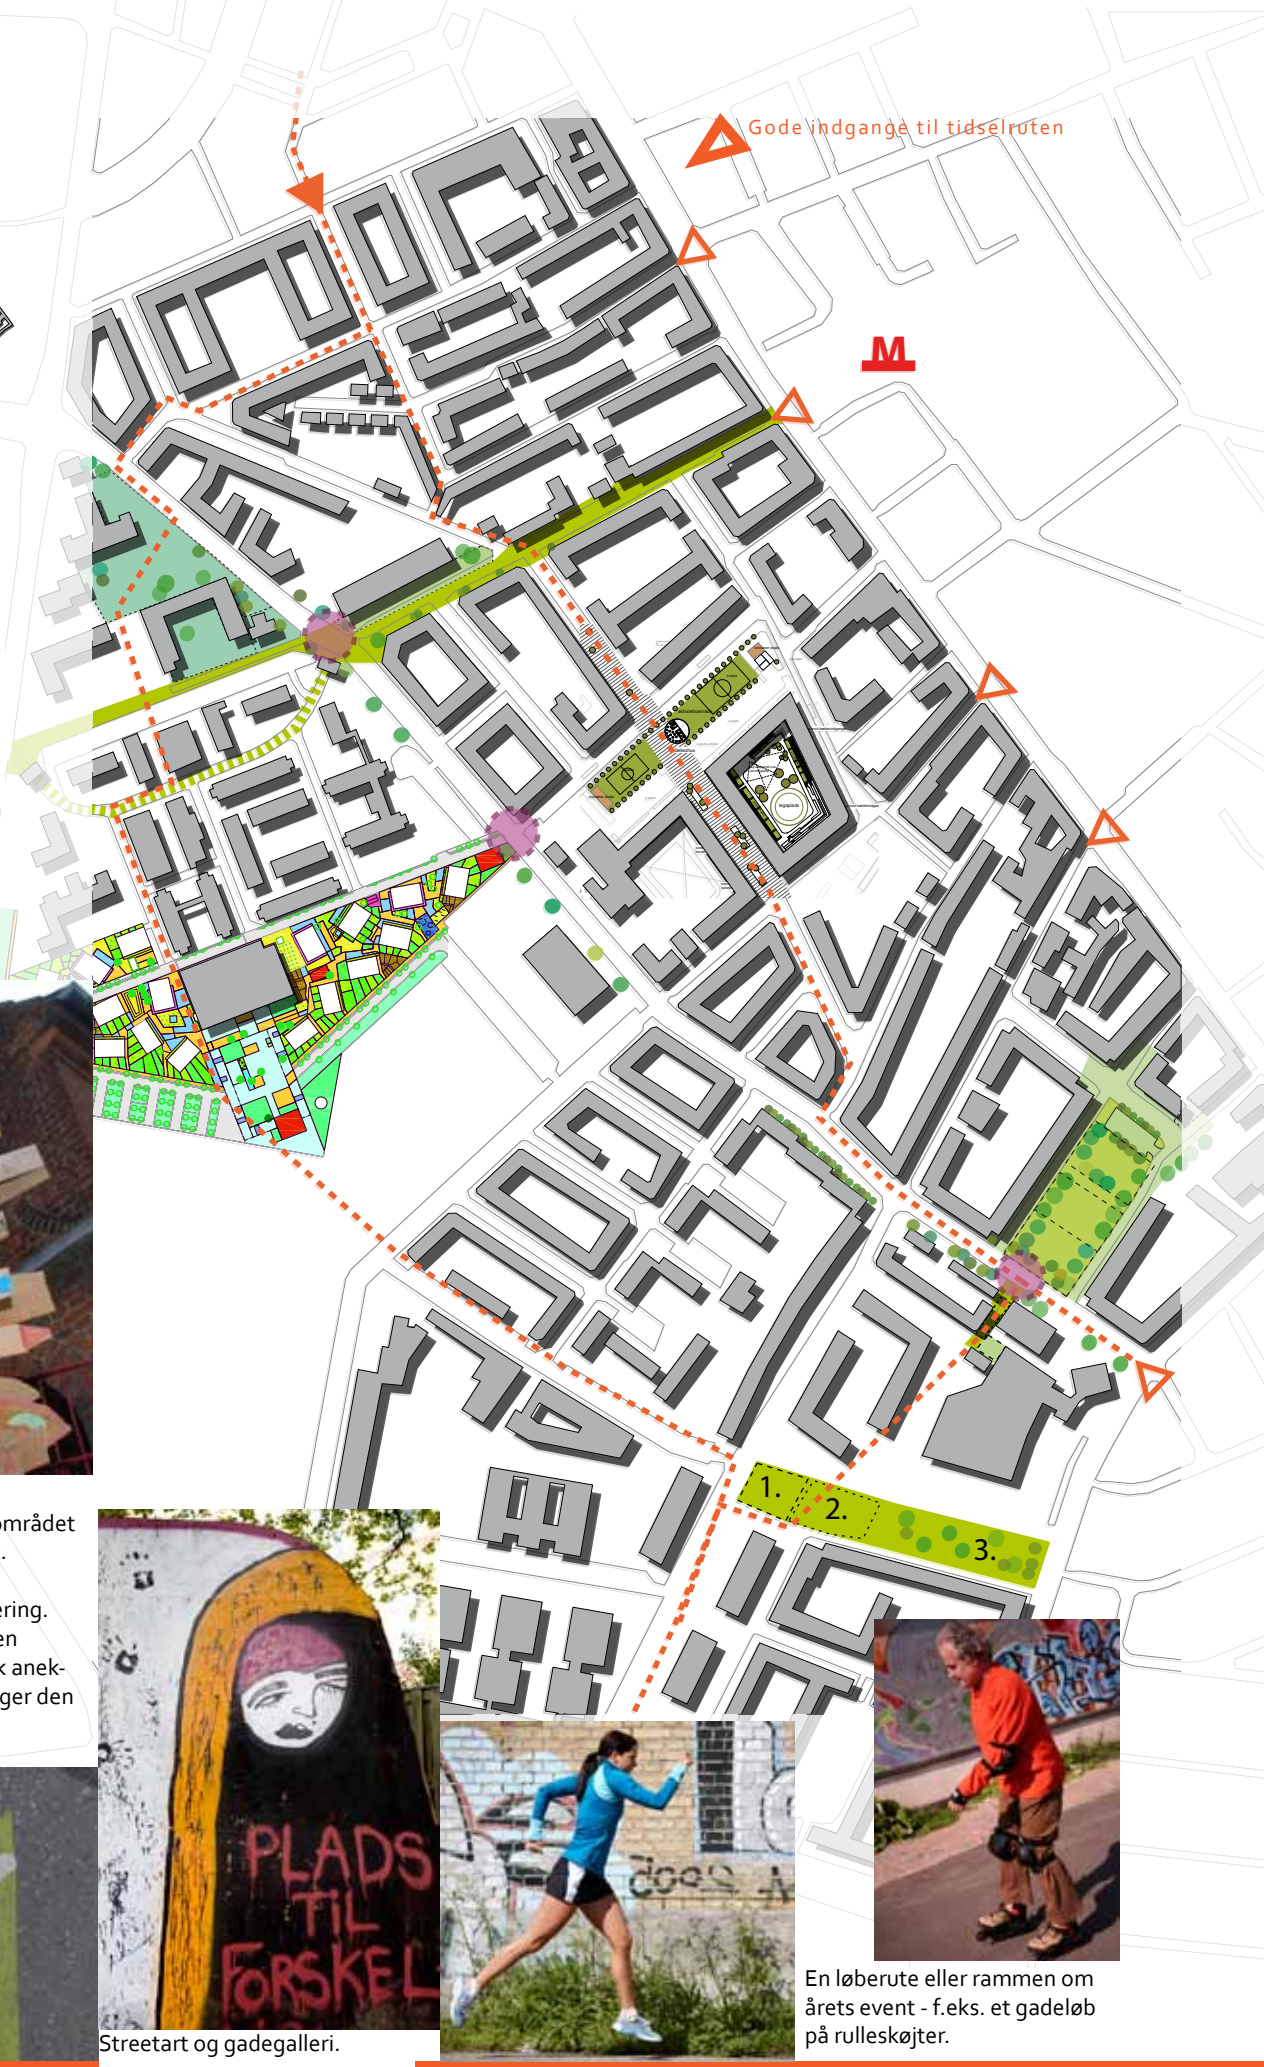 Gode indgange til tidselruten
M
legeplads
1.
2.
3.
området
.
ering.
en
k anek-
ger den
PLADS
TIL
FORSKEL
Streetart og gadegalleri.
En løberute eller rammen om
årets event - f.eks. et gadeløb
på rulleskøjter.